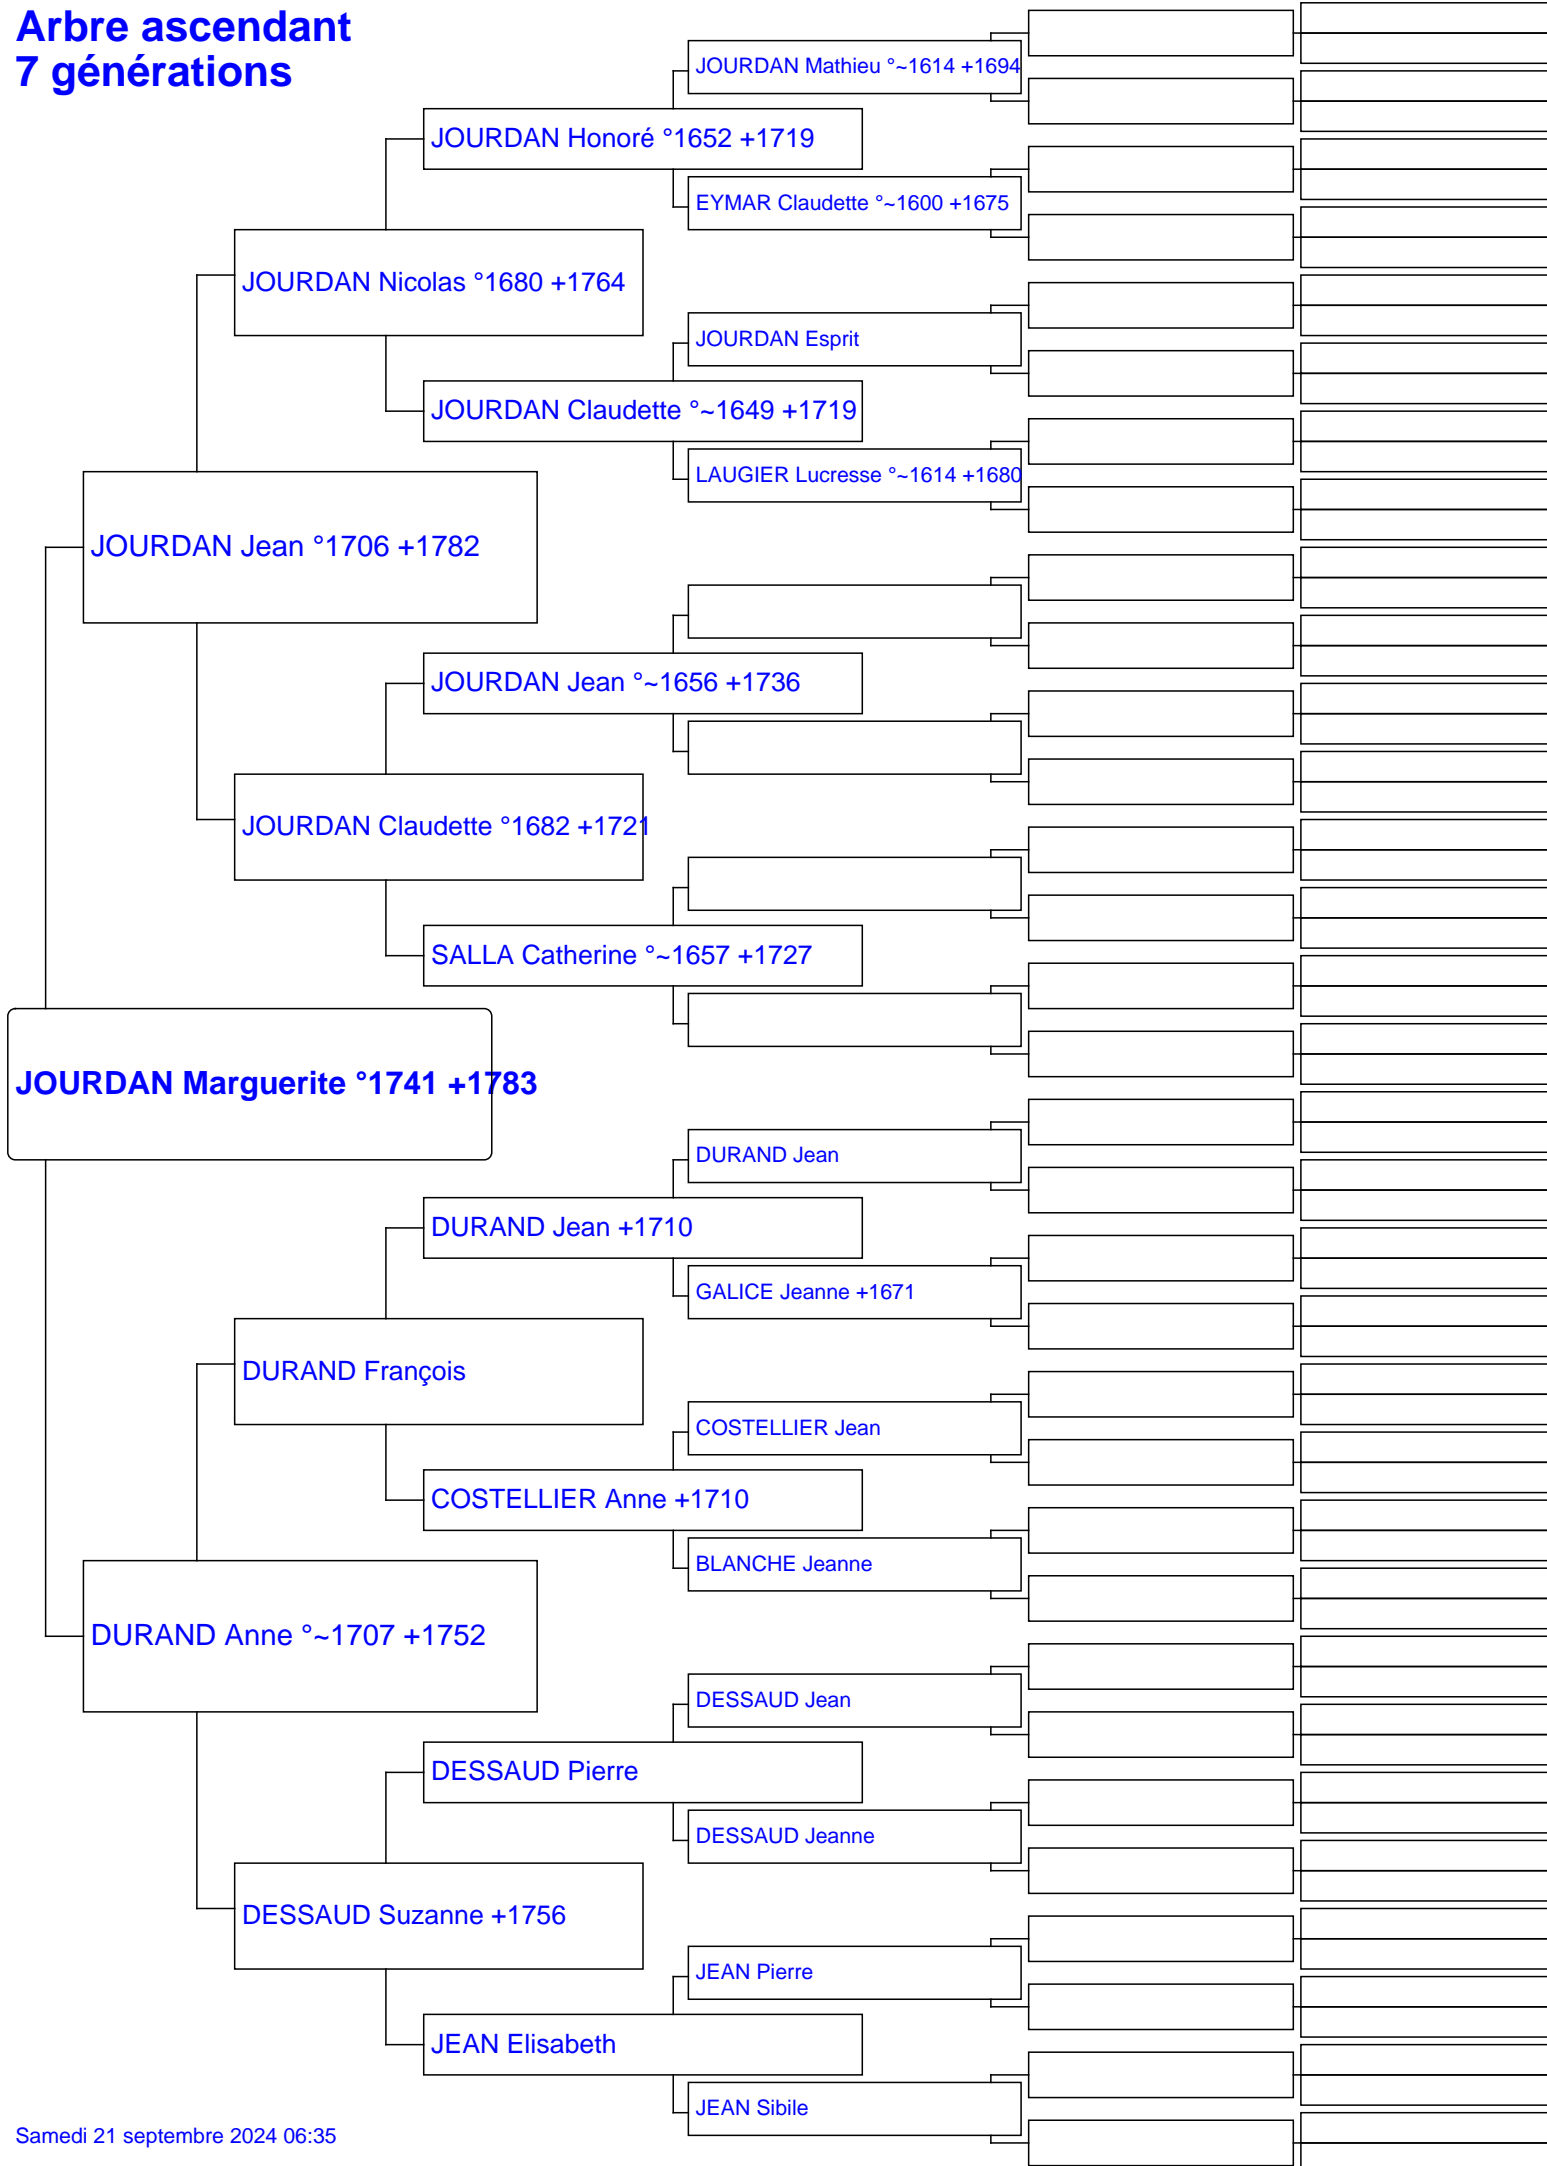 Arbre ascendant
7 générations
JOURDAN Mathieu °~1614 +1694
JOURDAN Honoré °1652 +1719
EYMAR Claudette °~1600 +1675
JOURDAN Nicolas °1680 +1764
JOURDAN Esprit
JOURDAN Claudette °~1649 +1719
LAUGIER Lucresse °~1614 +1680
JOURDAN Jean °1706 +1782
JOURDAN Jean °~1656 +1736
JOURDAN Claudette °1682 +1721
SALLA Catherine °~1657 +1727
JOURDAN Marguerite °1741 +1783
DURAND Jean
DURAND Jean +1710
GALICE Jeanne +1671
DURAND François
COSTELLIER Jean
COSTELLIER Anne +1710
BLANCHE Jeanne
DURAND Anne °~1707 +1752
DESSAUD Jean
DESSAUD Pierre
DESSAUD Jeanne
DESSAUD Suzanne +1756
JEAN Pierre
JEAN Elisabeth
JEAN Sibile
Samedi 21 septembre 2024 06:35